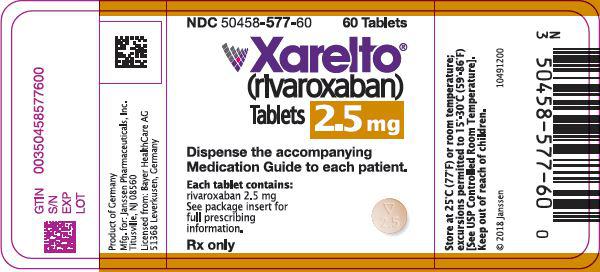 GTIN 00350458577600
S/N
EXP
LOT
Product of Germany
Mfg. for: Janssen Pharmaceuticals, Inc.
Titusville, NJ 08560
Licensed from: Bayer HealthCare AG
51368 Leverkusen, Germany
NDC 50458-577-60 60 Tablets
Xarelto®
(rivaroxaban)
Tablets 2.5 mg
Dispense the accompanying
Medication Guide to each patient.
Each tablet contains:
rivaroxaban 2.5 mg
See package insert for
full prescribing
information.
Rx only
2.5
Store at 25°C (77°F) or room temperature;
excursions permitted to 15°-30°C (59°-86°F)
[See USP Controlled Room Temperature].
Keep out of reach of children.
© 2018 Janssen 10491200
N 3 50458-577-60 0